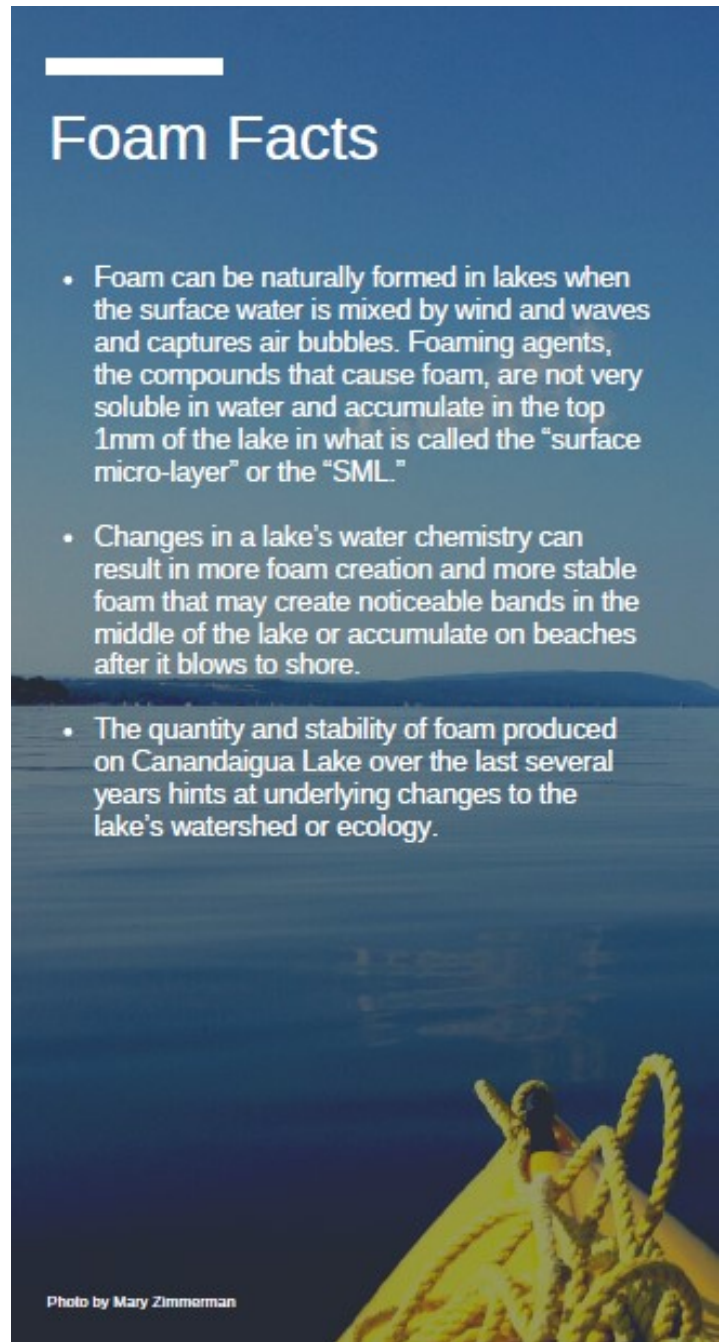 Foam Facts
• Foam can be naturally formed in lakes when
the surface water is mixed by wind and waves
and captures air bubbles. Foaming agents,
the compounds that cause foam, are not very
soluble in water and accumulate in the top
1mm of the lake in what is called the “surface
micro-layer” or the “SML.”
• Changes in a lake’s water chemistry can
result in more foam creation and more stable
foam that may create noticeable bands in the
middle of the lake or accumulate on beaches
after it blows to shore.
• The quantity and stability of foam produced
on Canandaigua Lake over the last several
years hints at underlying changes to the
lake’s watershed or ecology.
Photo by Mary Zimmerman